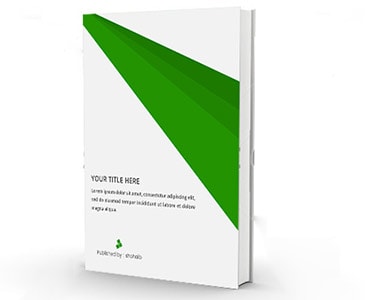 YOUR TITLE HERE
Lorem ipsum dolor sit amet, consectetur adipiscing elit,
sed do eiusmod tempor incididunt ut labore et dolore
magna aliqua
Published by :